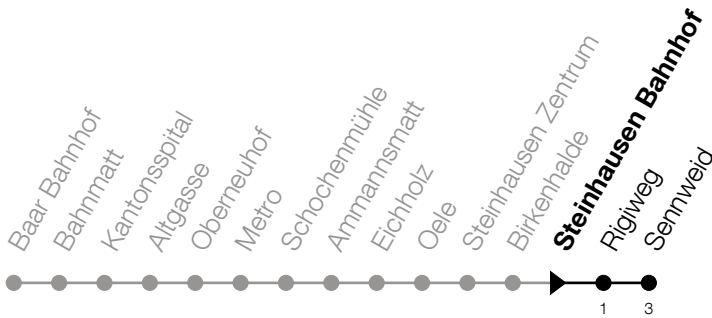 Baar Bahnhof
Bahnmatt
Kantonsspital
Altgasse
Oberneuhof
Metro
Schochenmühle
Ammannsmatt
Eichholz
Oele
Steinhausen Zentrum
Birkenhalde
Steinhausen Bahnhof
Rigiweg
Sennweid
1
3